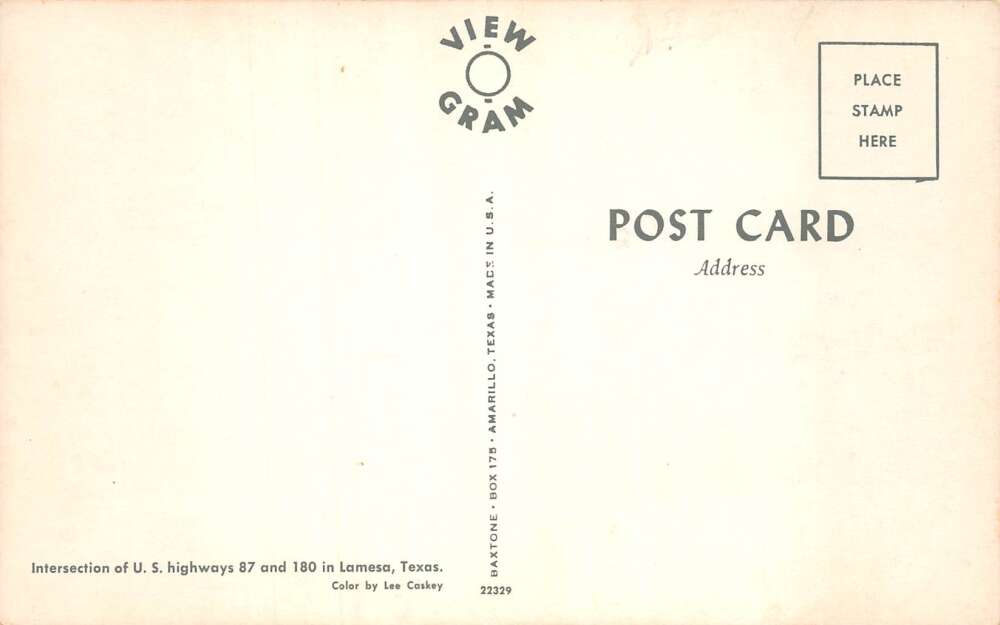 VIEW
GRAM
PLACE
STAMP
HERE
POST CARD
Address
BAXTONE · BOX 175 · AMARILLO, TEXAS · MADE IN U.S.A.
Intersection of U. S. highways 87 and 180 in Lamesa, Texas.
Color by Lee Caskey
22329